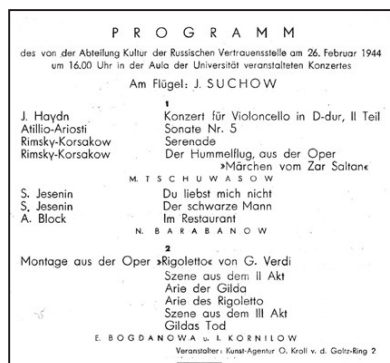 PROGRAMM
des von der Abteilung Kultur der Russischen Vertrauensstelle am 26. Februar 1944
um 16.00 Uhr in der Aula der Universität veranstalteten Konzertes
Am Flügel: J. SUCHOW
1
J. Haydn Konzert für Violoncello in D-dur, II Teil
Atillio-Ariosti Sonate Nr. 5
Rimsky-Korsakow Serenade
Rimsky-Korsakow Der Hummelflug, aus der Oper
»Märchen vom Zar Saltan«
M. TSCHUWASOW
S. Jesenin Du liebst mich nicht
S. Jesenin Der schwarze Mann
A. Block Im Restaurant
N. BARABANOW
2
Montage aus der Oper »Rigoletto« von G. Verdi
Szene aus dem II Akt
Arie der Gilda
Arie des Rigoletto
Szene aus dem III Akt
Gildas Tod
E. BOGDANOWA u. I. KORNILOW
Veranstalter: Kunst-Agentur O. Kroll v. d. Goltz-Ring 2